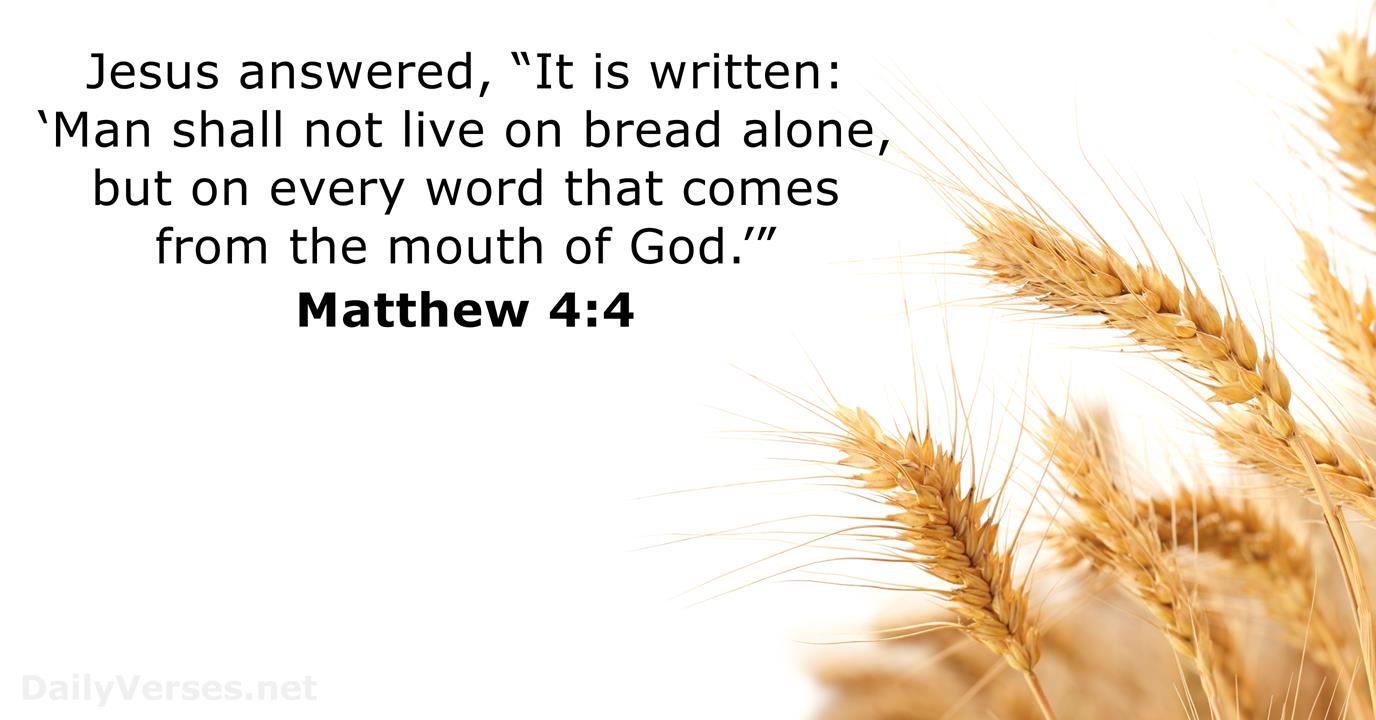 Jesus answered, “It is written:
‘Man shall not live on bread alone,
but on every word that comes
from the mouth of God.’”
Matthew 4:4
DailyVerses.net